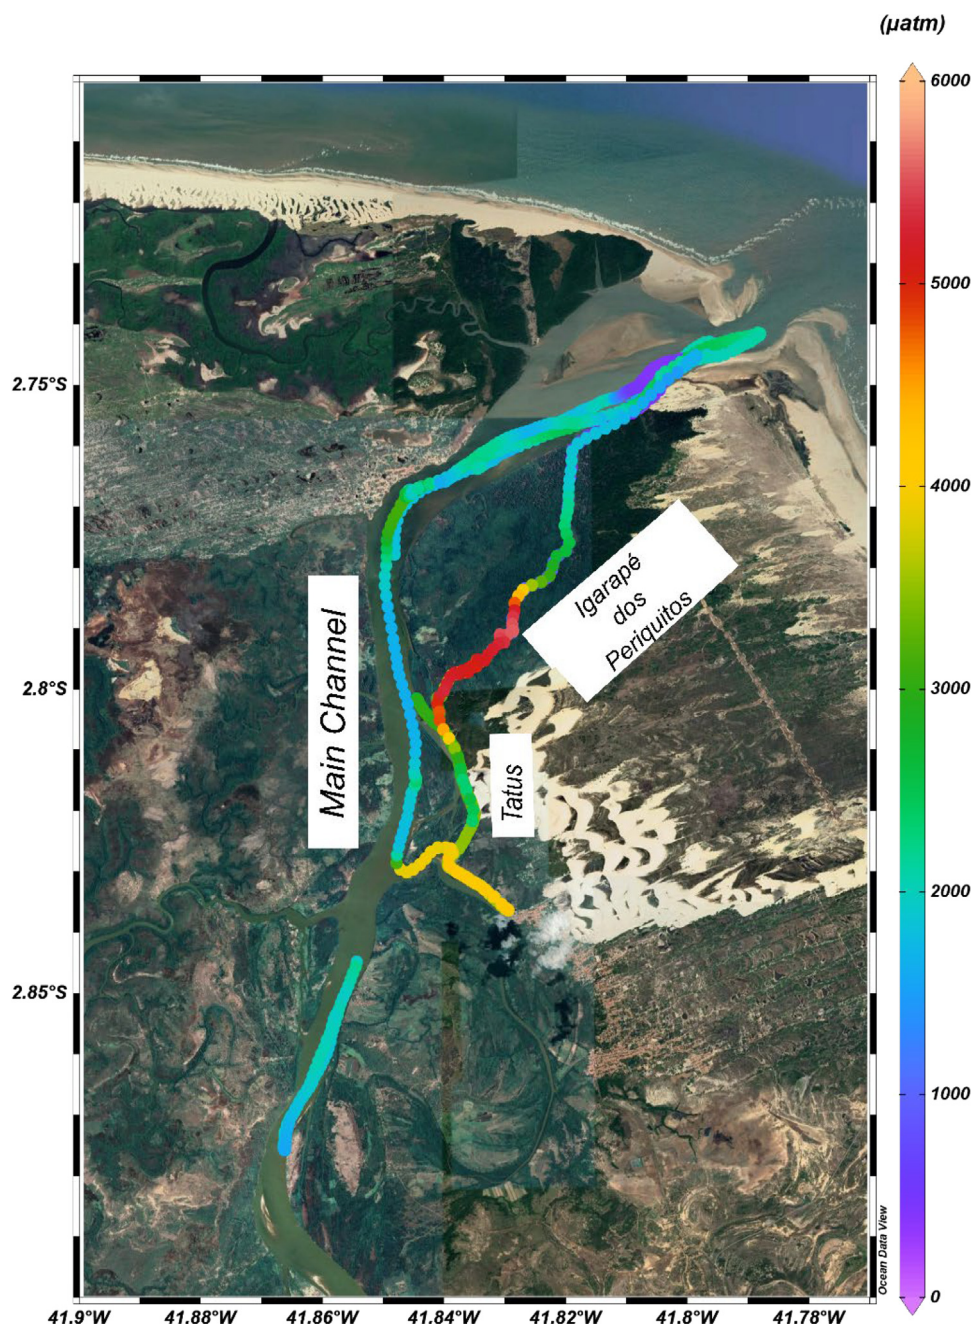 (µatm)
6000
5000
2.75°S
4000
Igarapé
dos
Periquitos
Main Channel
2.8°S
3000
Tatus
2000
2.85°S
1000
Ocean Data View
0
41.9°W
41.88°W
41.86°W
41.84°W
41.82°W
41.8°W
41.78°W